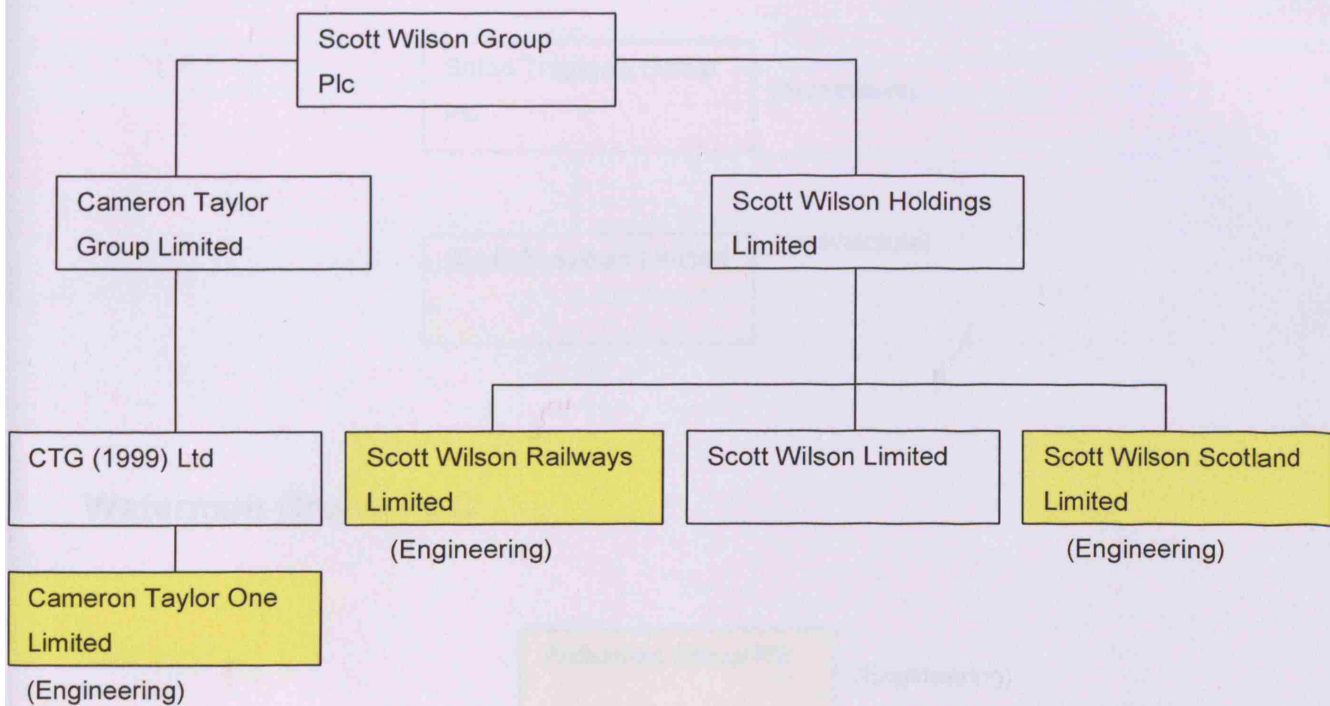 Scott Wilson Group
Plc
Cameron Taylor
Group Limited
Scott Wilson Holdings
Limited
CTG (1999) Ltd
Scott Wilson Railways
Limited
(Engineering)
Scott Wilson Limited
Scott Wilson Scotland
Limited
(Engineering)
Cameron Taylor One
Limited
(Engineering)